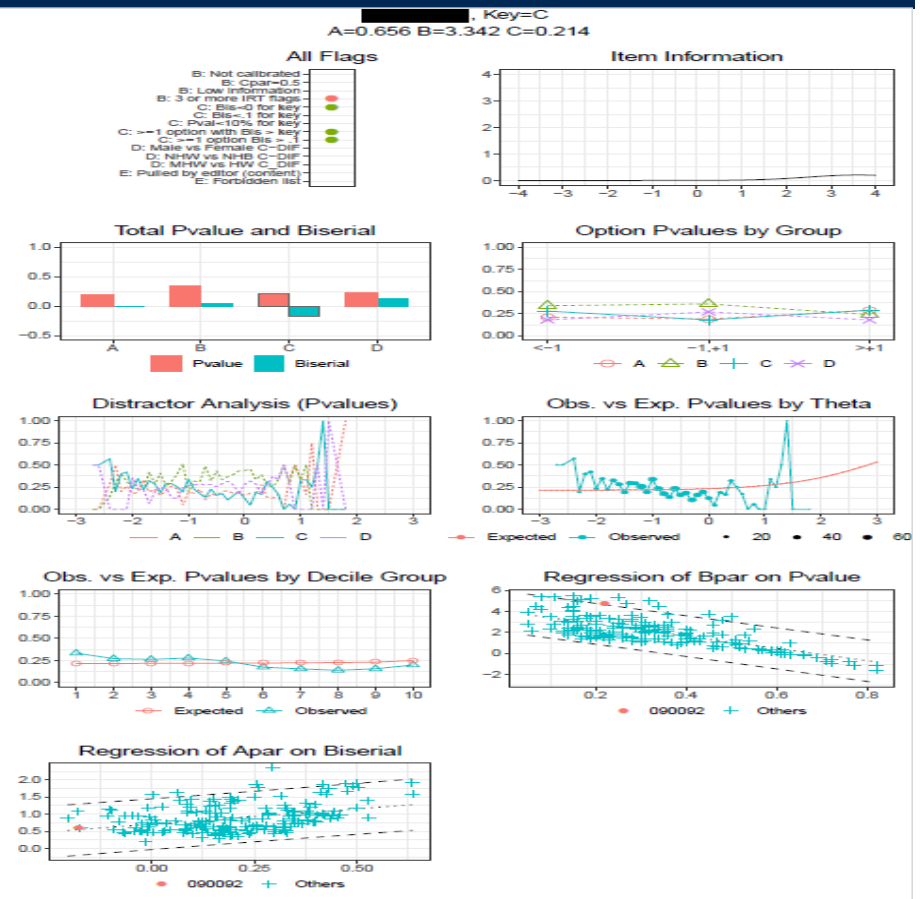 , Key=C
A=0.656 B=3.342 C=0.214
All Flags
B: Not calibrated
B: Cpar=0.5
B: Low information
B: 3 or more IRT flags
C: Bis<0 for key
C: Bis<.1 for key
C: Pval<10% for key
C: >=1 option with Bis > key
C: >=1 option Bis > .1
D: Male vs Female C-DIF
D: NHW vs NHB C-DIF
D: MHW vs HW C_DIF
E: Pulled by editor (content)
E: Forbidden list
Item Information
4
3
2
1
0
−4 −3 −2 −1 0 1 2 3 4
Total Pvalue and Biserial
1.0
0.5
0.0
−0.5
A B C D
Pvalue Biserial
Option Pvalues by Group
1.00
0.75
0.50
0.25
0.00
<−1 −1,+1 >+1
A B C D
Distractor Analysis (Pvalues)
1.00
0.75
0.50
0.25
0.00
−3 −2 −1 0 1 2 3
A B C D
Obs. vs Exp. Pvalues by Theta
1.00
0.75
0.50
0.25
0.00
−3 −2 −1 0 1 2 3
Expected Observed 20 40 60
Obs. vs Exp. Pvalues by Decile Group
1.00
0.75
0.50
0.25
0.00
1 2 3 4 5 6 7 8 9 10
Expected Observed
Regression of Bpar on Pvalue
6
4
2
0
−2
0.2 0.4 0.6 0.8
090092 Others
Regression of Apar on Biserial
2.0
1.5
1.0
0.5
0.0
0.00 0.25 0.50
090092 Others